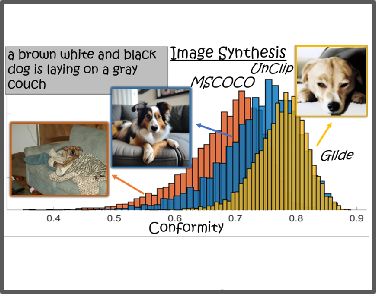 a brown white and black
dog is laying on a gray
couch
Image Synthesis
UnClip
MSCOCO
Glide
0.4 0.5 0.6 0.7 0.8 0.9
Conformity